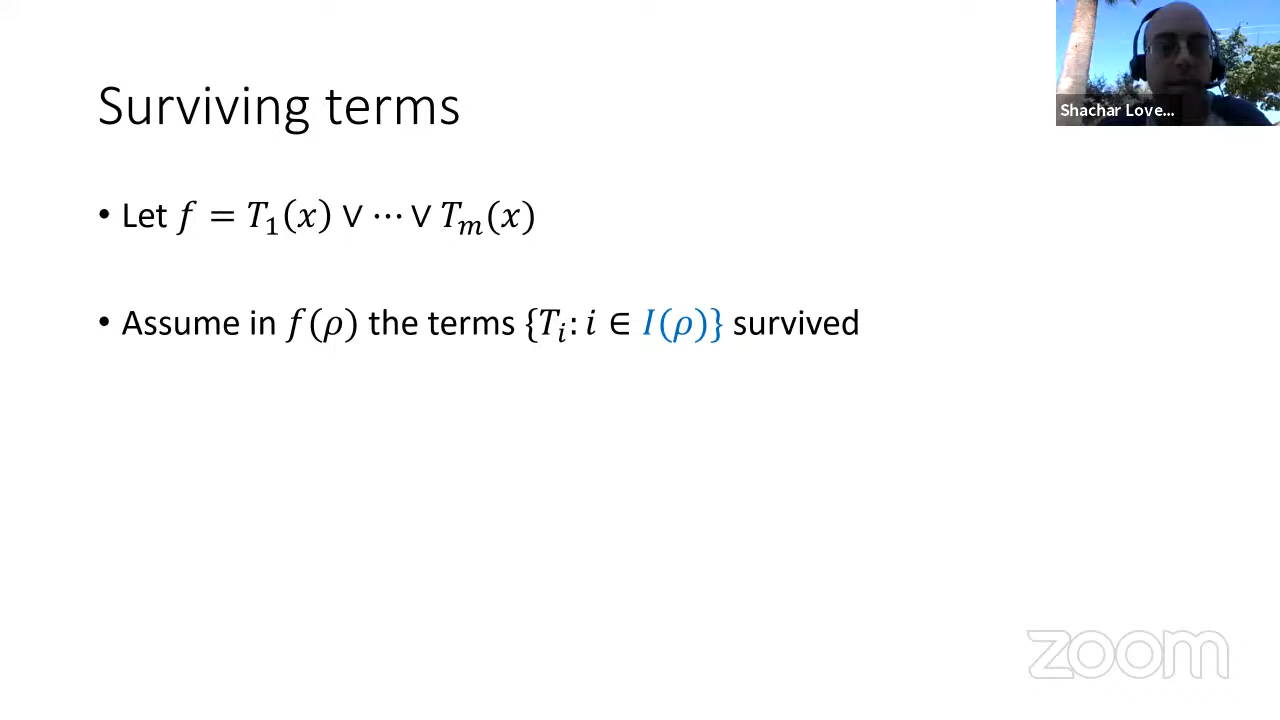 Surviving terms
Shachar Love...
• Let f = T₁(x) ∨ ⋯ ∨ Tₘ(x)
• Assume in f(ρ) the terms {Tᵢ: i ∈ I(ρ)} survived
zoom